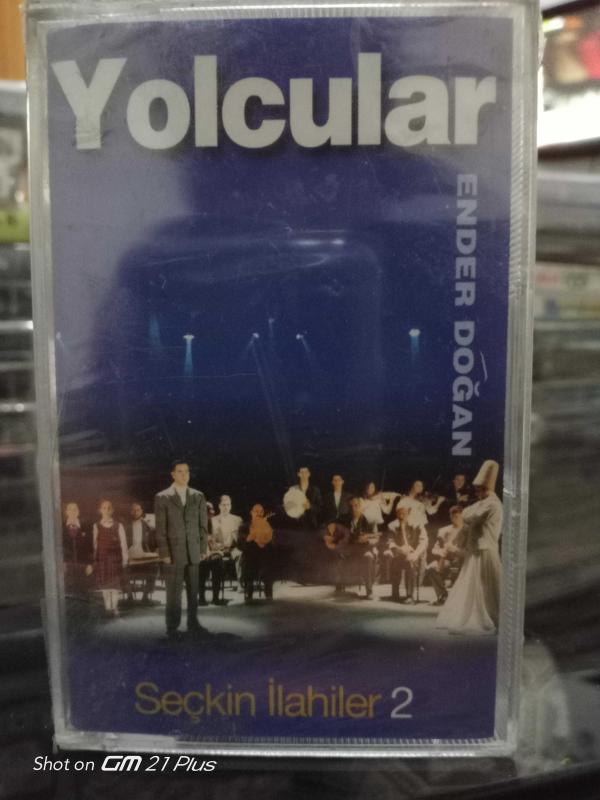 Yolcular
ENDER DOĞAN
Seçkin İlahiler 2
Shot on GM 21 Plus